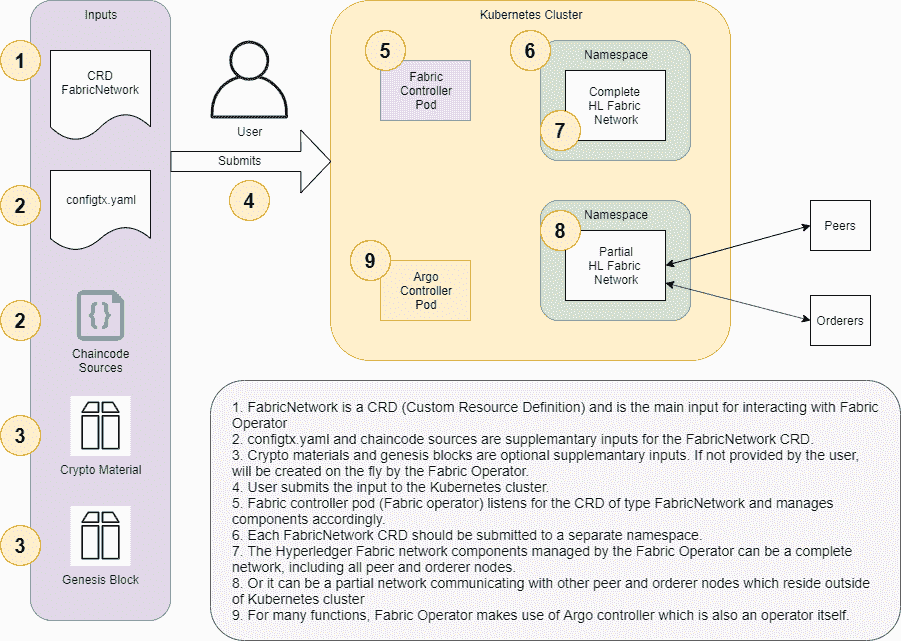 Inputs
1
CRD
FabricNetwork
2
configtx.yaml
2
{}
Chaincode
Sources
3
Crypto Material
3
Genesis Block
User
Submits
4
Kubernetes Cluster
5
Fabric
Controller
Pod
6
Namespace
Complete
HL Fabric
Network
7
Namespace
8
Partial
HL Fabric
Network
9
Argo
Controller
Pod
Peers
Orderers
1. FabricNetwork is a CRD (Custom Resource Definition) and is the main input for interacting with Fabric
Operator
2. configtx.yaml and chaincode sources are supplemantary inputs for the FabricNetwork CRD.
3. Crypto materials and genesis blocks are optional supplemantary inputs. If not provided by the user,
will be created on the fly by the Fabric Operator.
4. User submits the input to the Kubernetes cluster.
5. Fabric controller pod (Fabric operator) listens for the CRD of type FabricNetwork and manages
components accordingly.
6. Each FabricNetwork CRD should be submitted to a separate namespace.
7. The Hyperledger Fabric network components managed by the Fabric Operator can be a complete
network, including all peer and orderer nodes.
8. Or it can be a partial network communicating with other peer and orderer nodes which reside outside
of Kubernetes cluster
9. For many functions, Fabric Operator makes use of Argo controller which is also an operator itself.